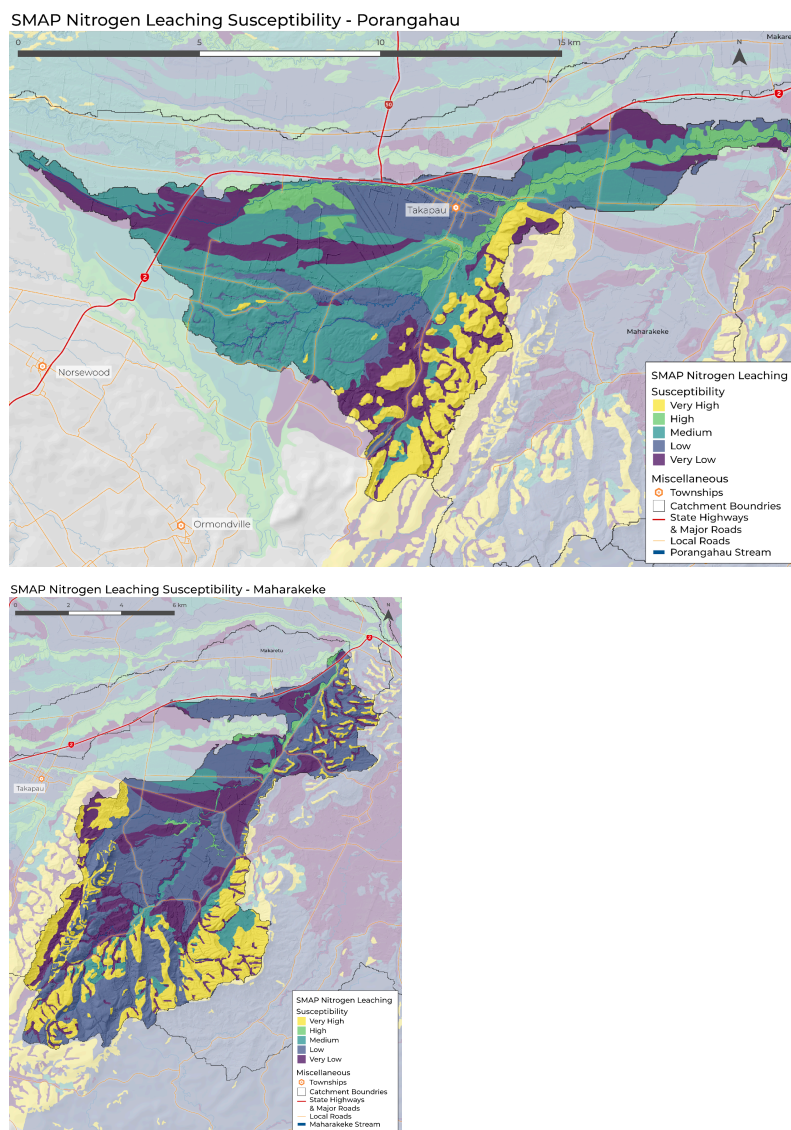 SMAP Nitrogen Leaching Susceptibility - Porangahau
0 5 10 15 km
Makare
N
2
50
Takapau
2
Maharakeke
Norsewood
Ormondville
SMAP Nitrogen Leaching
Susceptibility
Very High
High
Medium
Low
Very Low
Miscellaneous
Townships
Catchment Boundries
State Highways
& Major Roads
Local Roads
Porangahau Stream
SMAP Nitrogen Leaching Susceptibility - Maharakeke
0 2 4 6 km
N
2
Makaretu
2
Takapau
SMAP Nitrogen Leaching
Susceptibility
Very High
High
Medium
Low
Very Low
Miscellaneous
Townships
Catchment Boundries
State Highways
& Major Roads
Local Roads
Maharakeke Stream